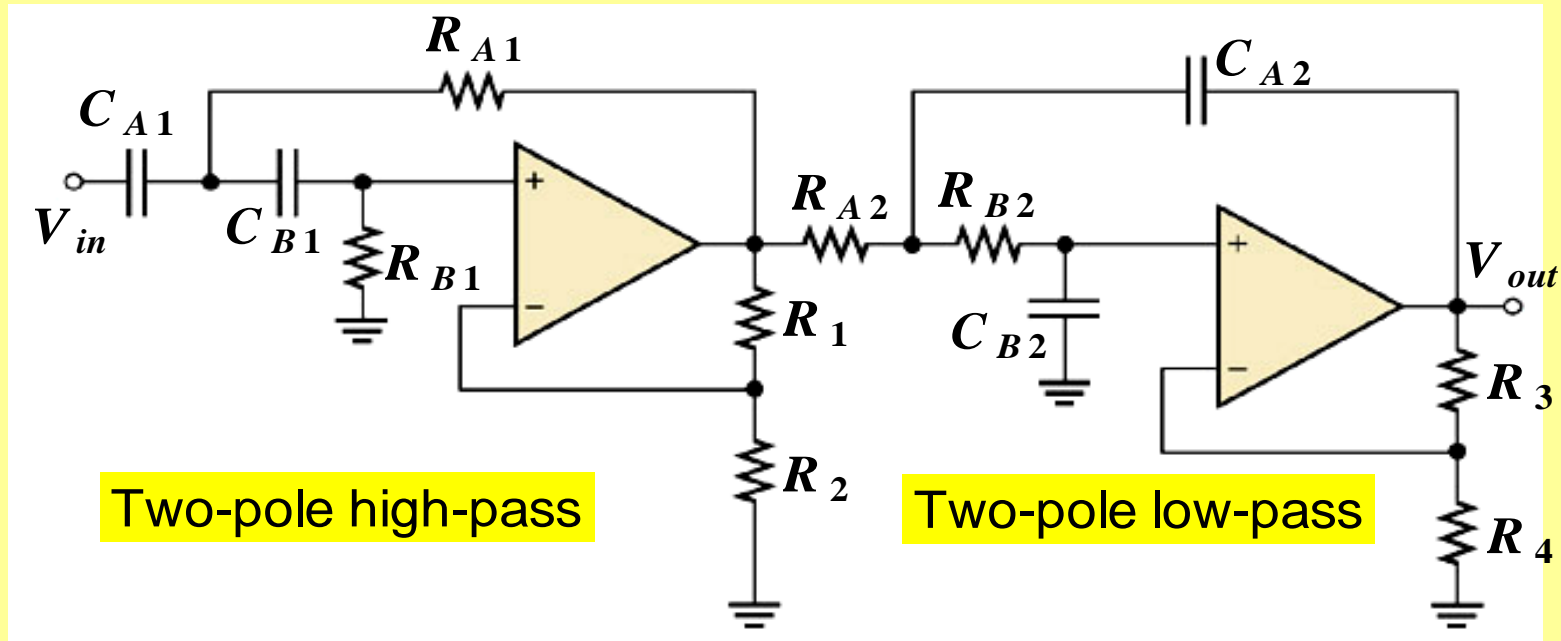 R A1
C A2
C A1
V in
C B1
R B1
+
−
R A2
R B2
C B2
R 1
R 2
+
−
V out
R 3
R 4
Two-pole high-pass
Two-pole low-pass